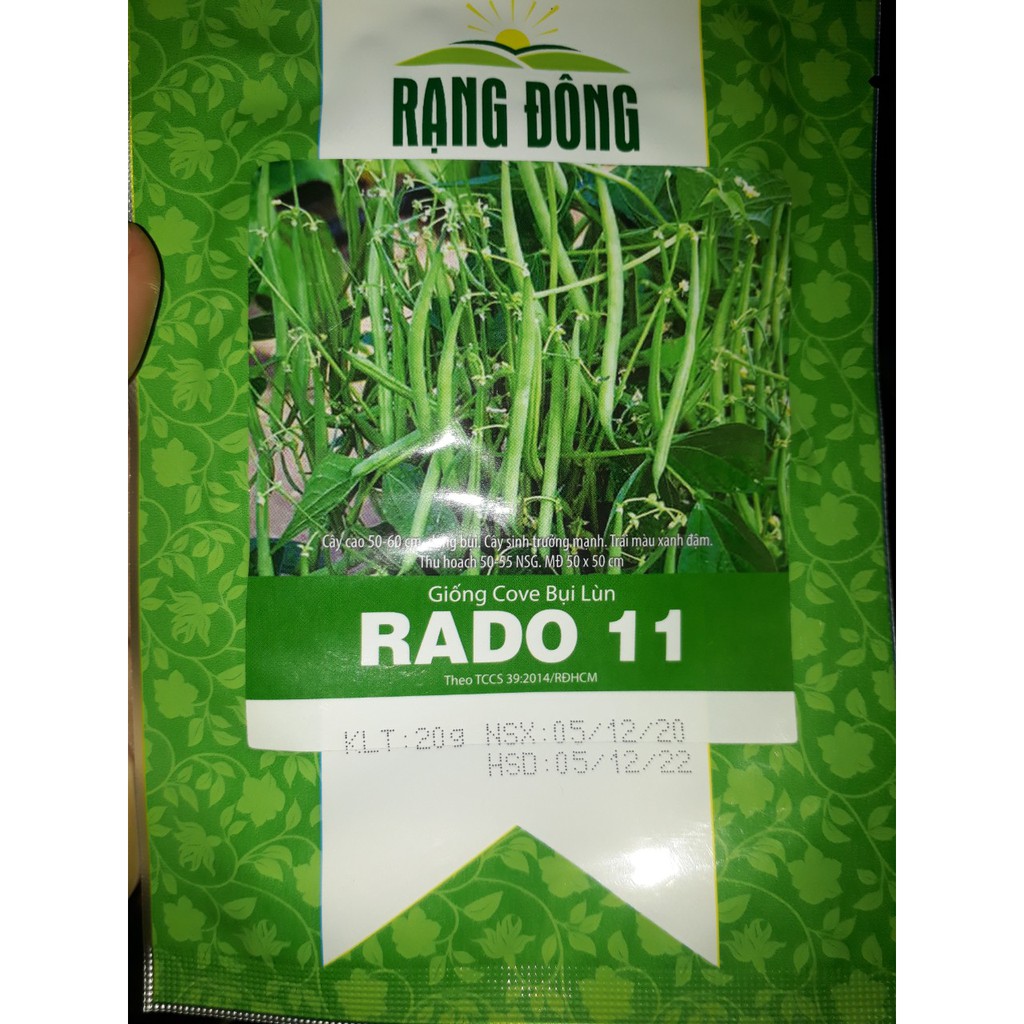 RẠNG ĐÔNG
Cây cao 50-60 cm, dạng bụi. Cây sinh trưởng mạnh. Trái màu xanh đậm.
Thu hoạch 50-55 NSG. MĐ 50 x 50 cm
Giống Cove Bụi Lùn
RADO 11
Theo TCCS 39:2014/RĐHCM
KLT:20g NSX:05/12/20
HSD:05/12/22